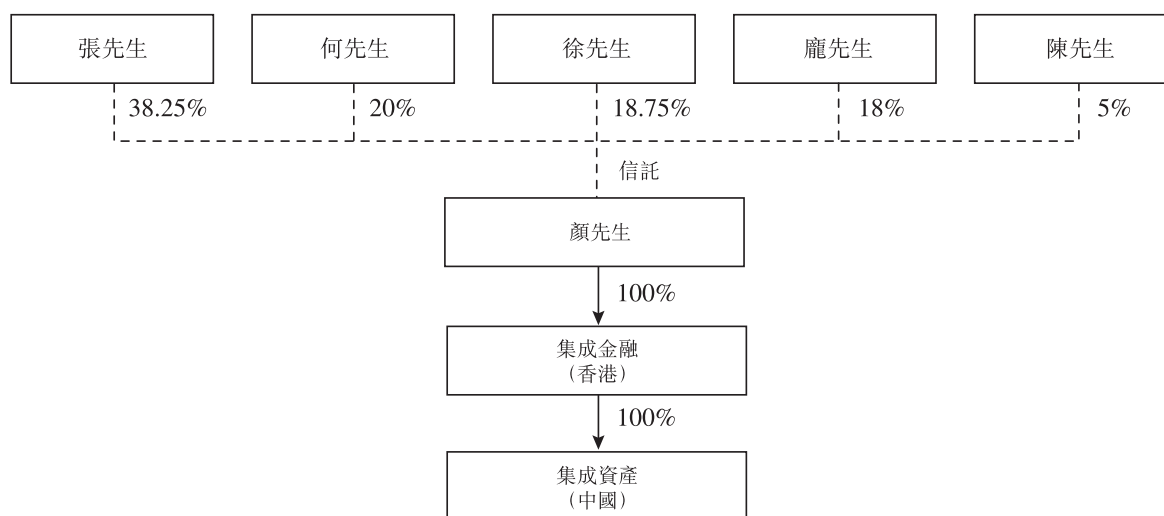 張先生
何先生
徐先生
龐先生
陳先生
38.25%
20%
18.75%
18%
5%
信託
顏先生
100%
集成金融
（香港）
100%
集成資產
（中國）